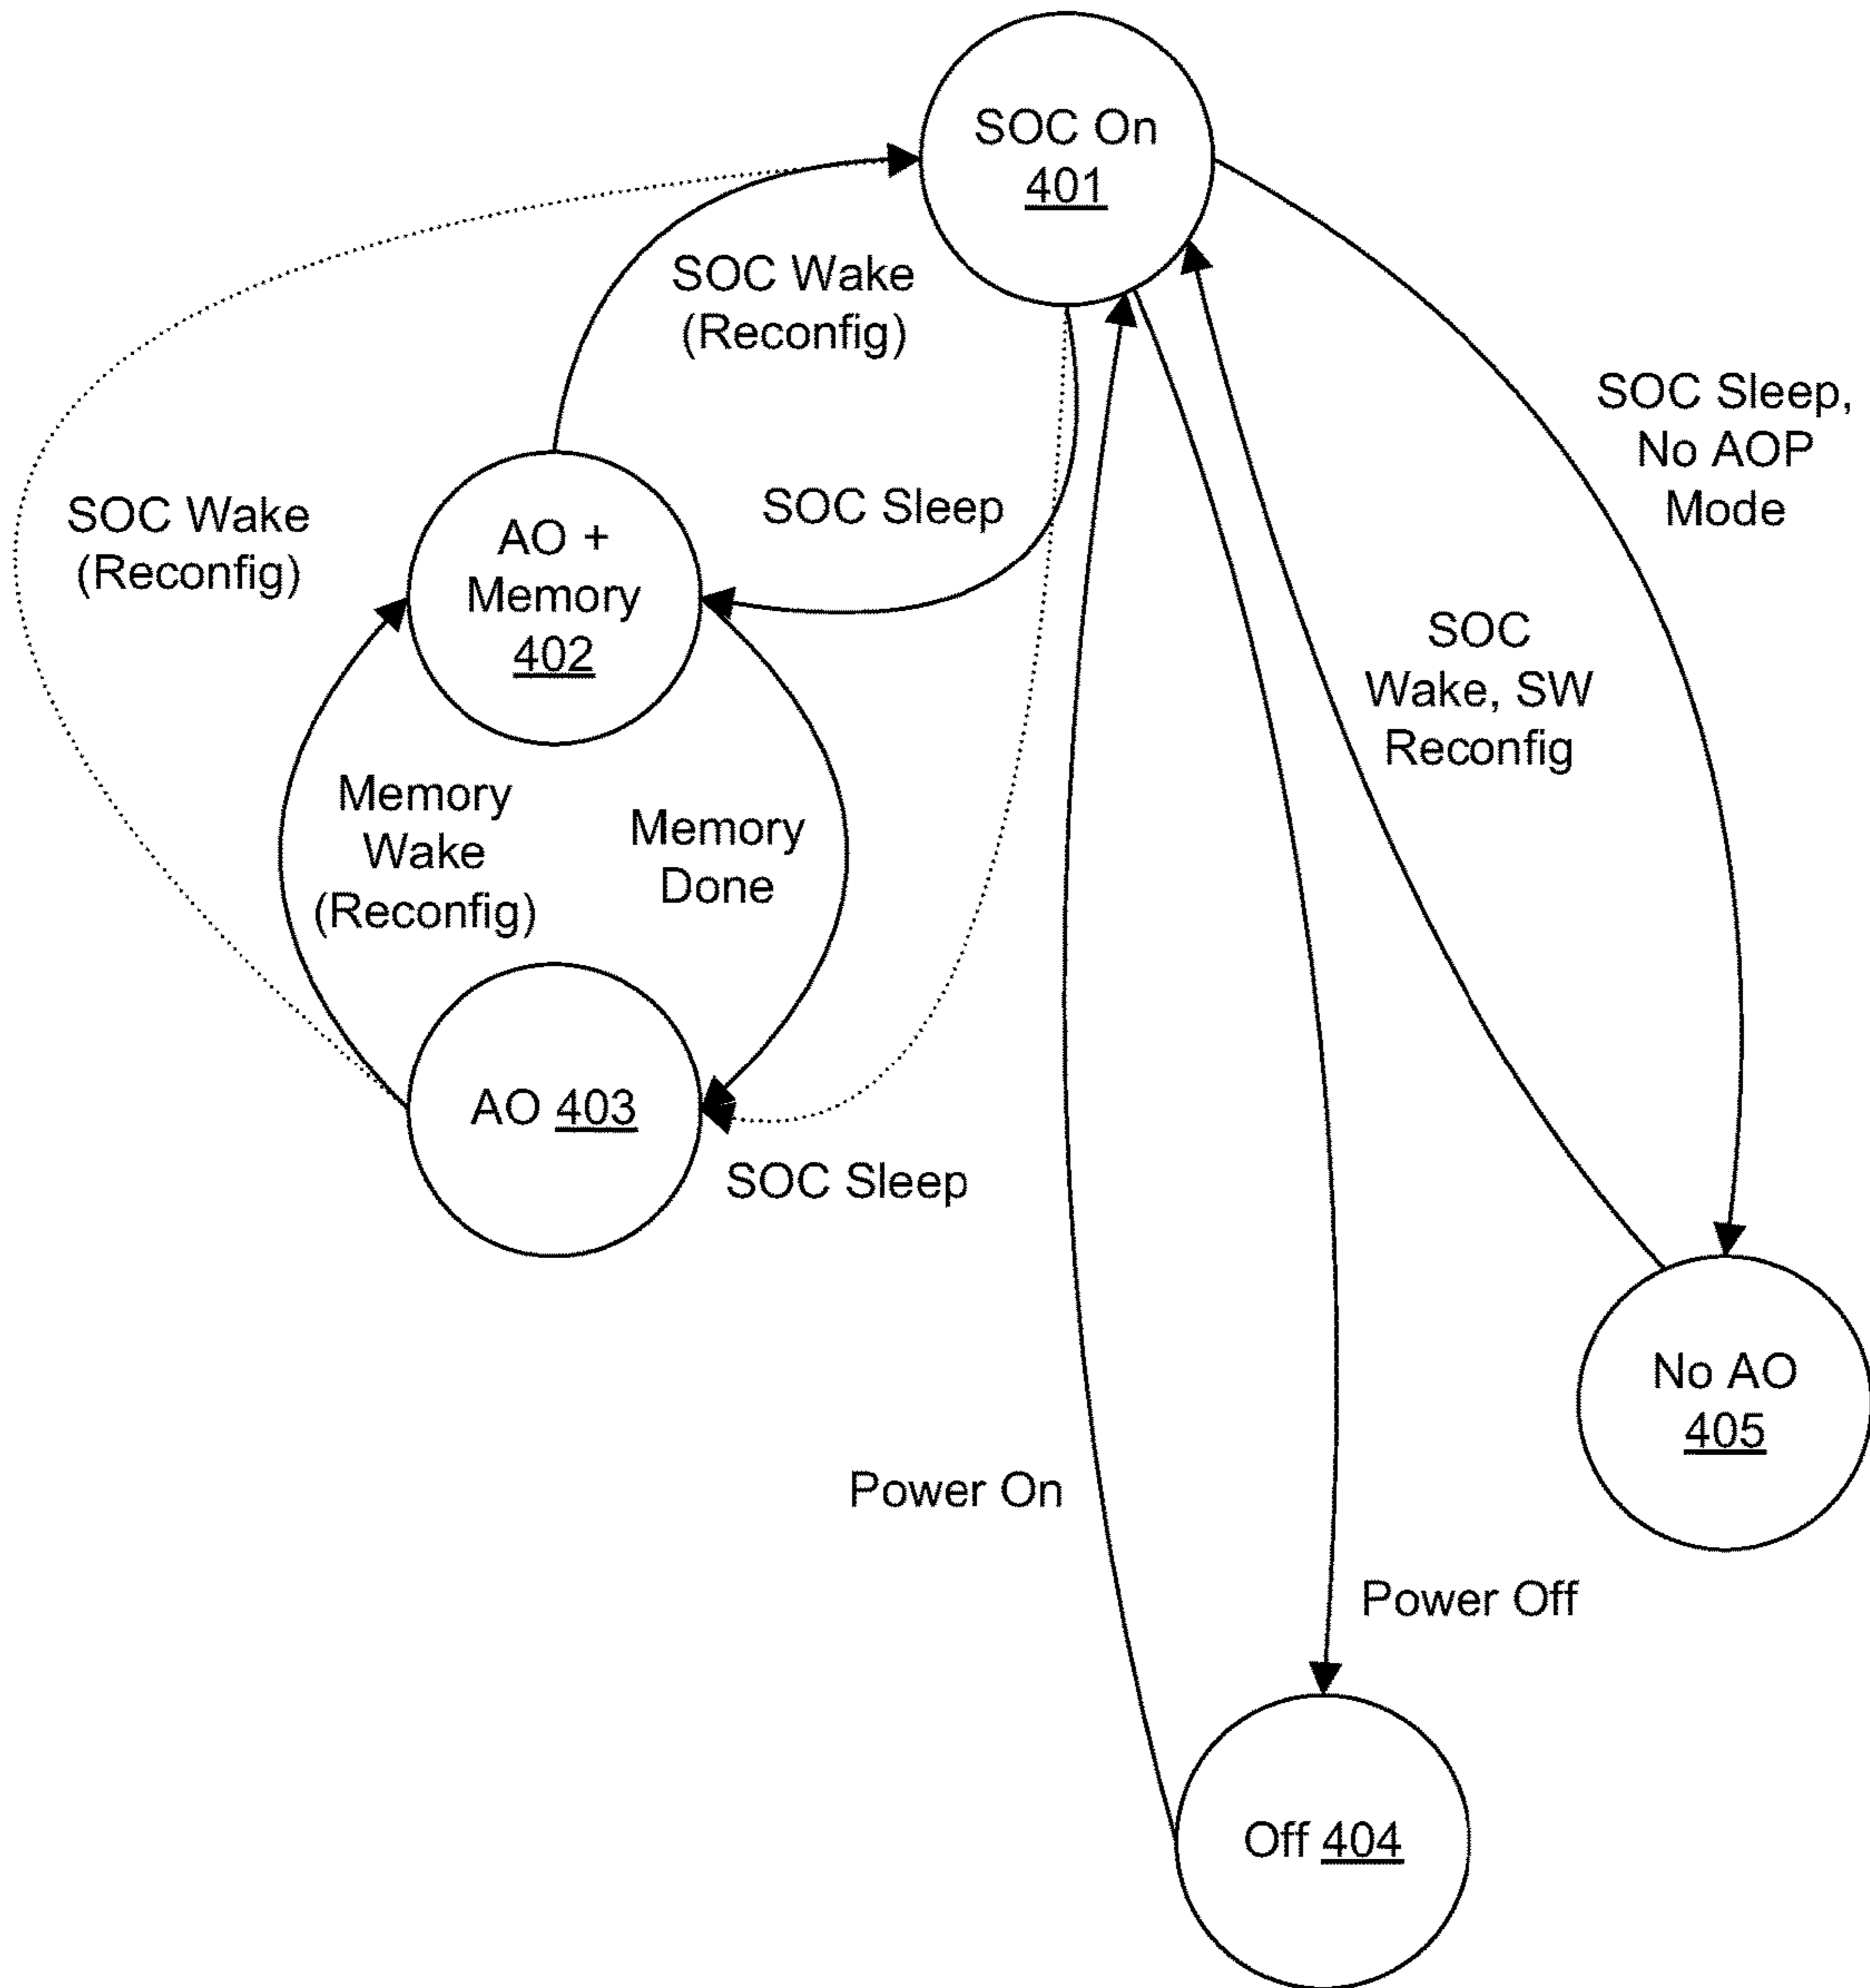 SOC On
401
SOC Wake
(Reconfig)
SOC Sleep,
No AOP
Mode
SOC Wake
(Reconfig)
SOC Sleep
AO +
Memory
402
SOC
Wake, SW
Reconfig
Memory
Wake
(Reconfig)
Memory
Done
AO 403
SOC Sleep
No AO
405
Power On
Power Off
Off 404